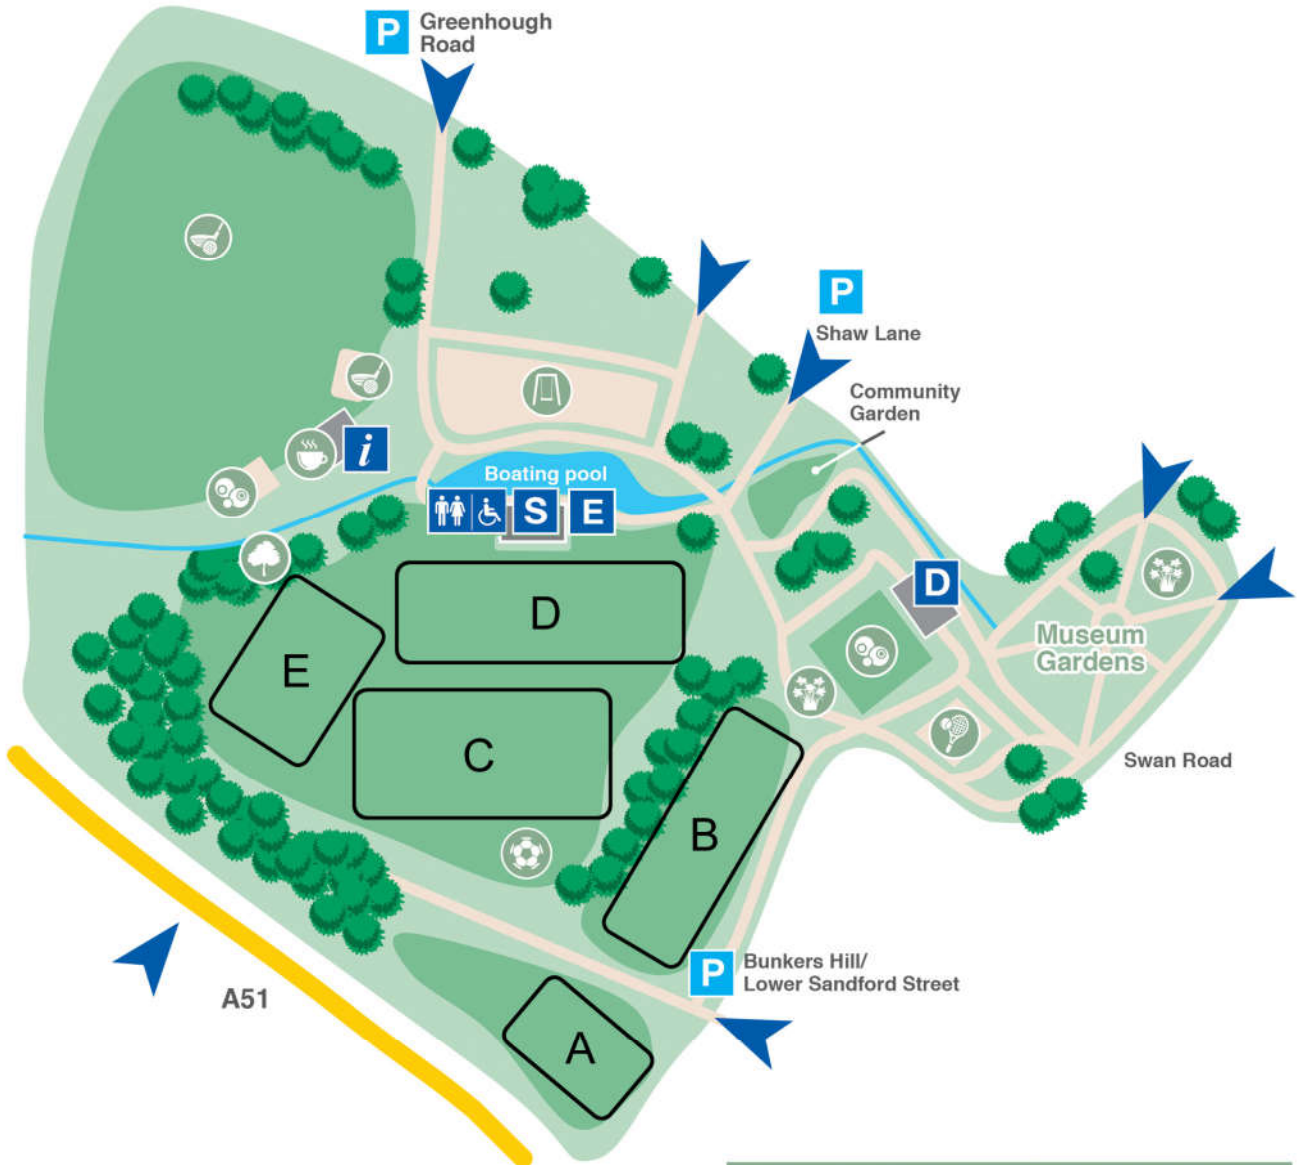 P
Greenhough
Road
P
Shaw Lane
Community
Garden
i
Boating pool
S
E
D
Museum
Gardens
D
E
C
B
Swan Road
P
Bunkers Hill/
Lower Sandford Street
A51
A